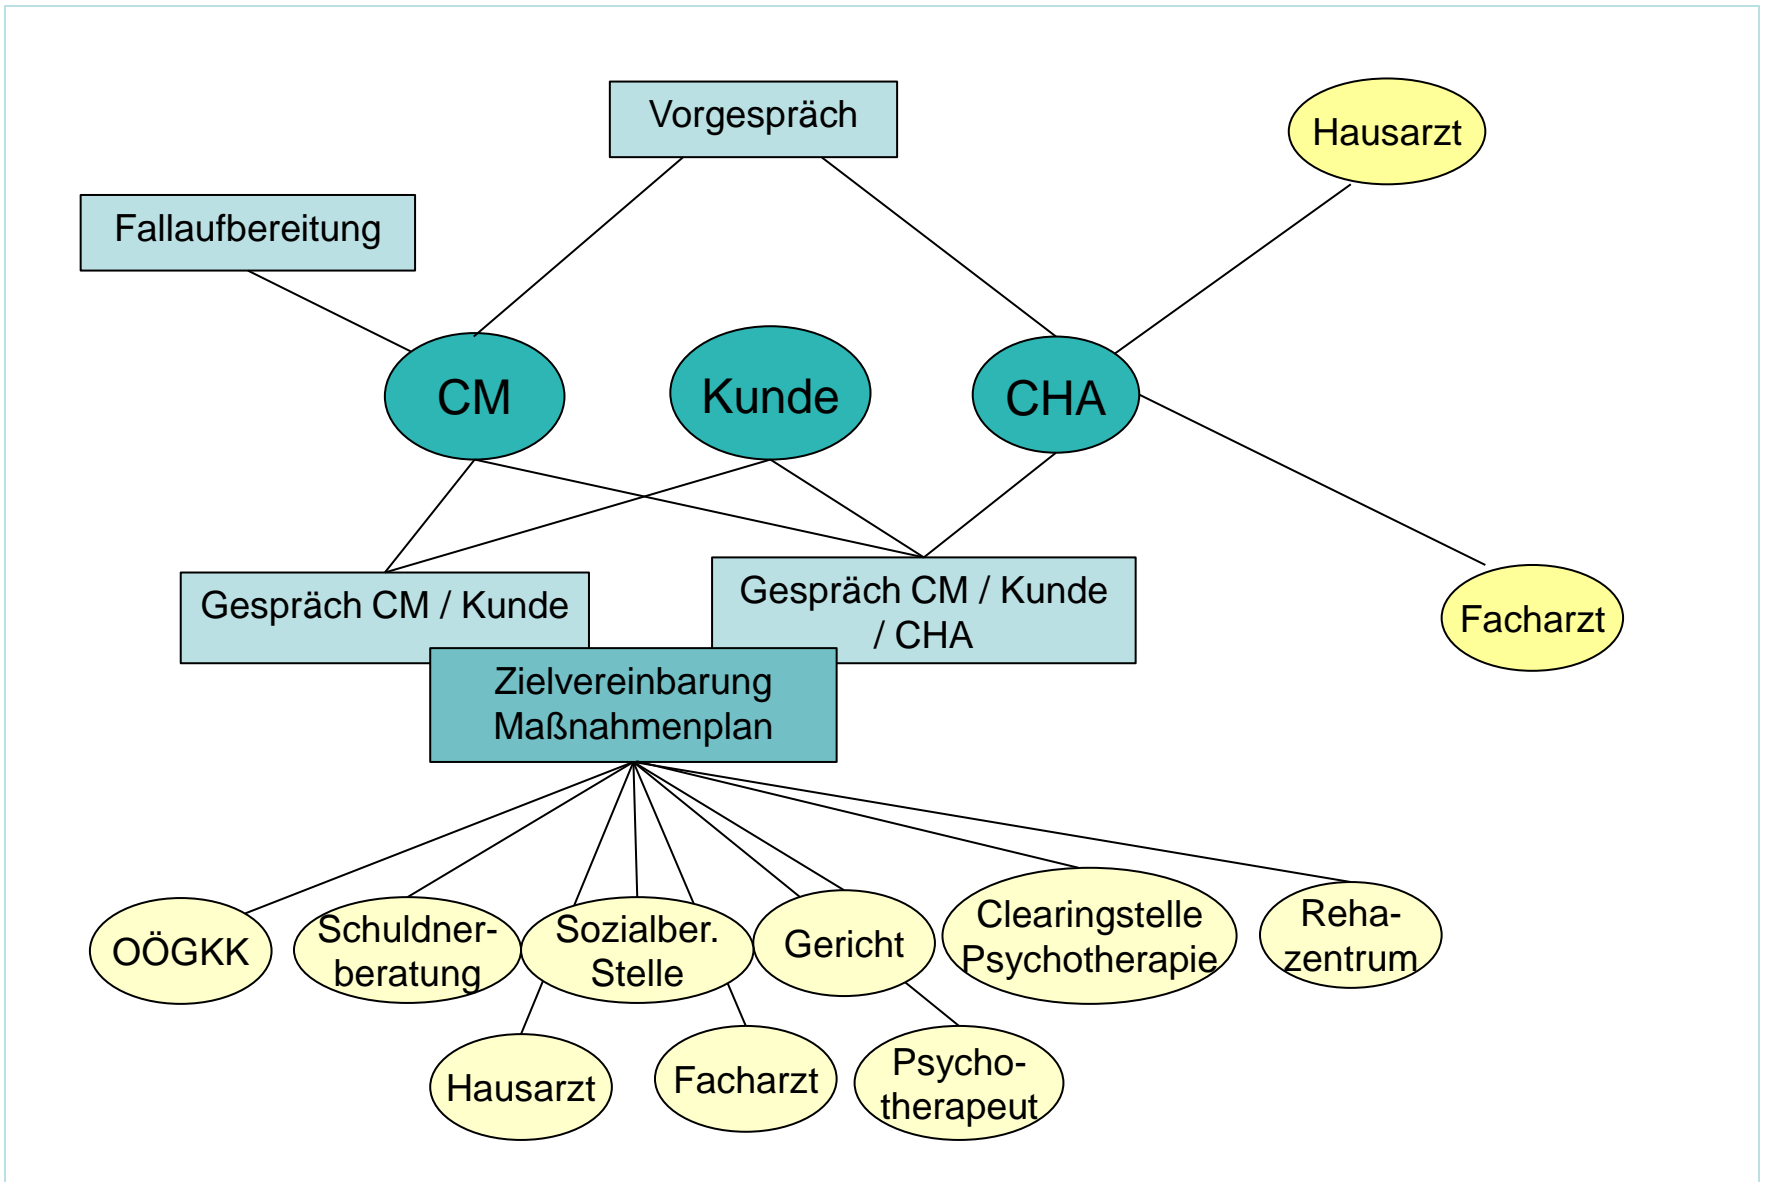 Vorgespräch
Hausarzt
Fallaufbereitung
CM
Kunde
CHA
Gespräch CM / Kunde
Gespräch CM / Kunde
/ CHA
Facharzt
Zielvereinbarung
Maßnahmenplan
OÖGKK
Schuldner-
beratung
Sozialber.
Stelle
Gericht
Clearingstelle
Psychotherapie
Reha-
zentrum
Hausarzt
Facharzt
Psycho-
therapeut